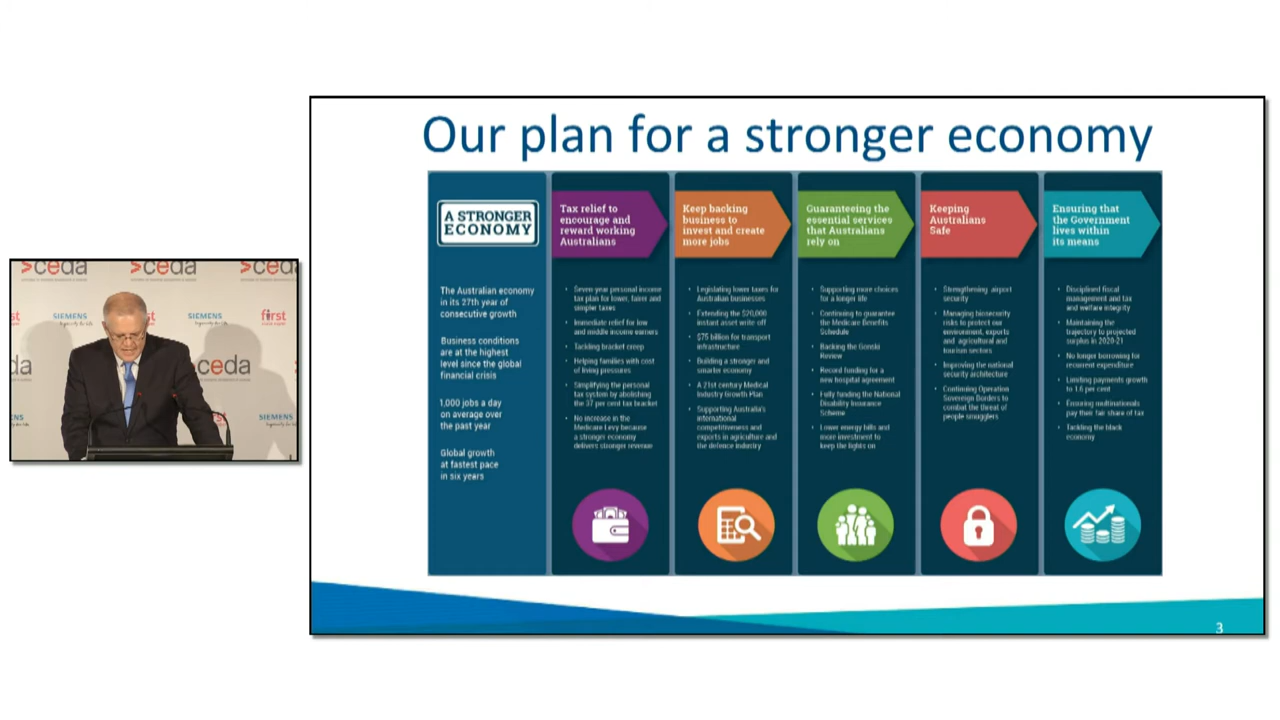 >ceda
>ceda
>ced
st
SIEMENS
SIEMENS
first
da
ceda
SIEMENS
Our plan for a stronger economy
A STRONGER
ECONOMY
The Australian economy
in its 27th year of
consecutive growth
Business conditions
are at the highest
level since the global
financial crisis
1,000 jobs a day
on average over
the past year
Global growth
at fastest pace
in six years
Tax relief to
encourage and
reward working
Australians
• Seven-year personal income
tax plan for lower, fairer and
simpler taxes
• Immediate relief for low
and middle income earners
• Tackling bracket creep
• Helping families with cost
of living pressures
• Simplifying the personal
tax system by abolishing
the 37 per cent tax bracket
• No increase in the
Medicare Levy because
a stronger economy
delivers stronger revenue
Keep backing
business to
invest and create
more jobs
• Legislating lower taxes for
Australian businesses
• Extending the $20,000
instant asset write off
• $75 billion for transport
infrastructure
• Building a stronger and
smarter economy
• A 21st century Medical
Industry Growth Plan
• Supporting Australia's
international
competitiveness and
exports in agriculture and
the defence industry
Guaranteeing the
essential services
that Australians
rely on
• Supporting more choices
for a longer life
• Continuing to guarantee
the Medicare Benefits
Schedule
• Backing the Gonski
Review
• Record funding for
a new hospital agreement
• Fully funding the National
Disability Insurance
Scheme
• Lower energy bills and
more investment to
keep the lights on
Keeping
Australians
Safe
• Strengthening airport
security
• Managing biosecurity
risks to protect our
environment, exports
and agricultural and
tourism sectors
• Improving the national
security architecture
• Continuing Operation
Sovereign Borders to
combat the threat of
people smugglers
Ensuring that
the Government
lives within
its means
• Disciplined fiscal
management and tax
and welfare integrity
• Maintaining the
trajectory to projected
surplus in 2020-21
• No longer borrowing for
recurrent expenditure
• Limiting payments growth
to 1.6 per cent
• Ensuring multinationals
pay their fair share of tax
• Tackling the black
economy
3